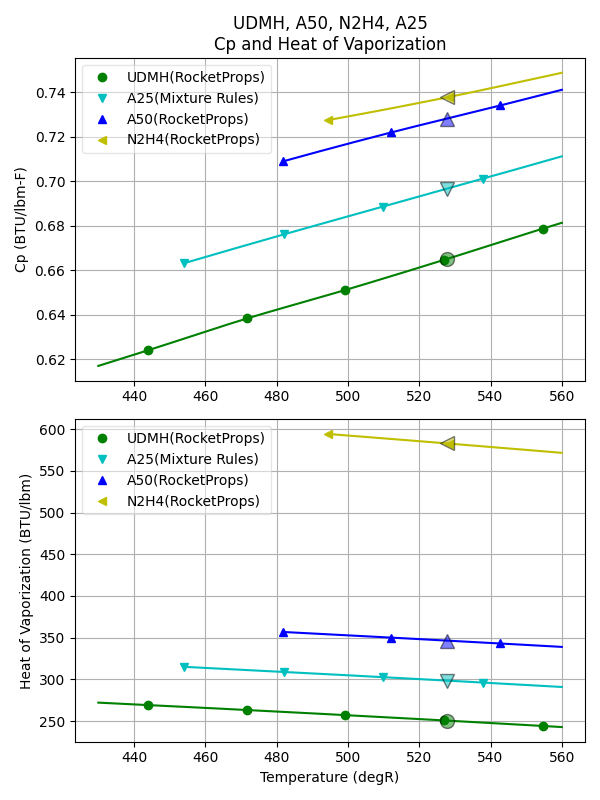 UDMH, A50, N2H4, A25
Cp and Heat of Vaporization
UDMH(RocketProps)
A25(Mixture Rules)
A50(RocketProps)
N2H4(RocketProps)
Cp (BTU/lbm-F)
0.74
0.72
0.70
0.68
0.66
0.64
0.62
440 460 480 500 520 540 560
UDMH(RocketProps)
A25(Mixture Rules)
A50(RocketProps)
N2H4(RocketProps)
Heat of Vaporization (BTU/lbm)
600
550
500
450
400
350
300
250
440 460 480 500 520 540 560
Temperature (degR)